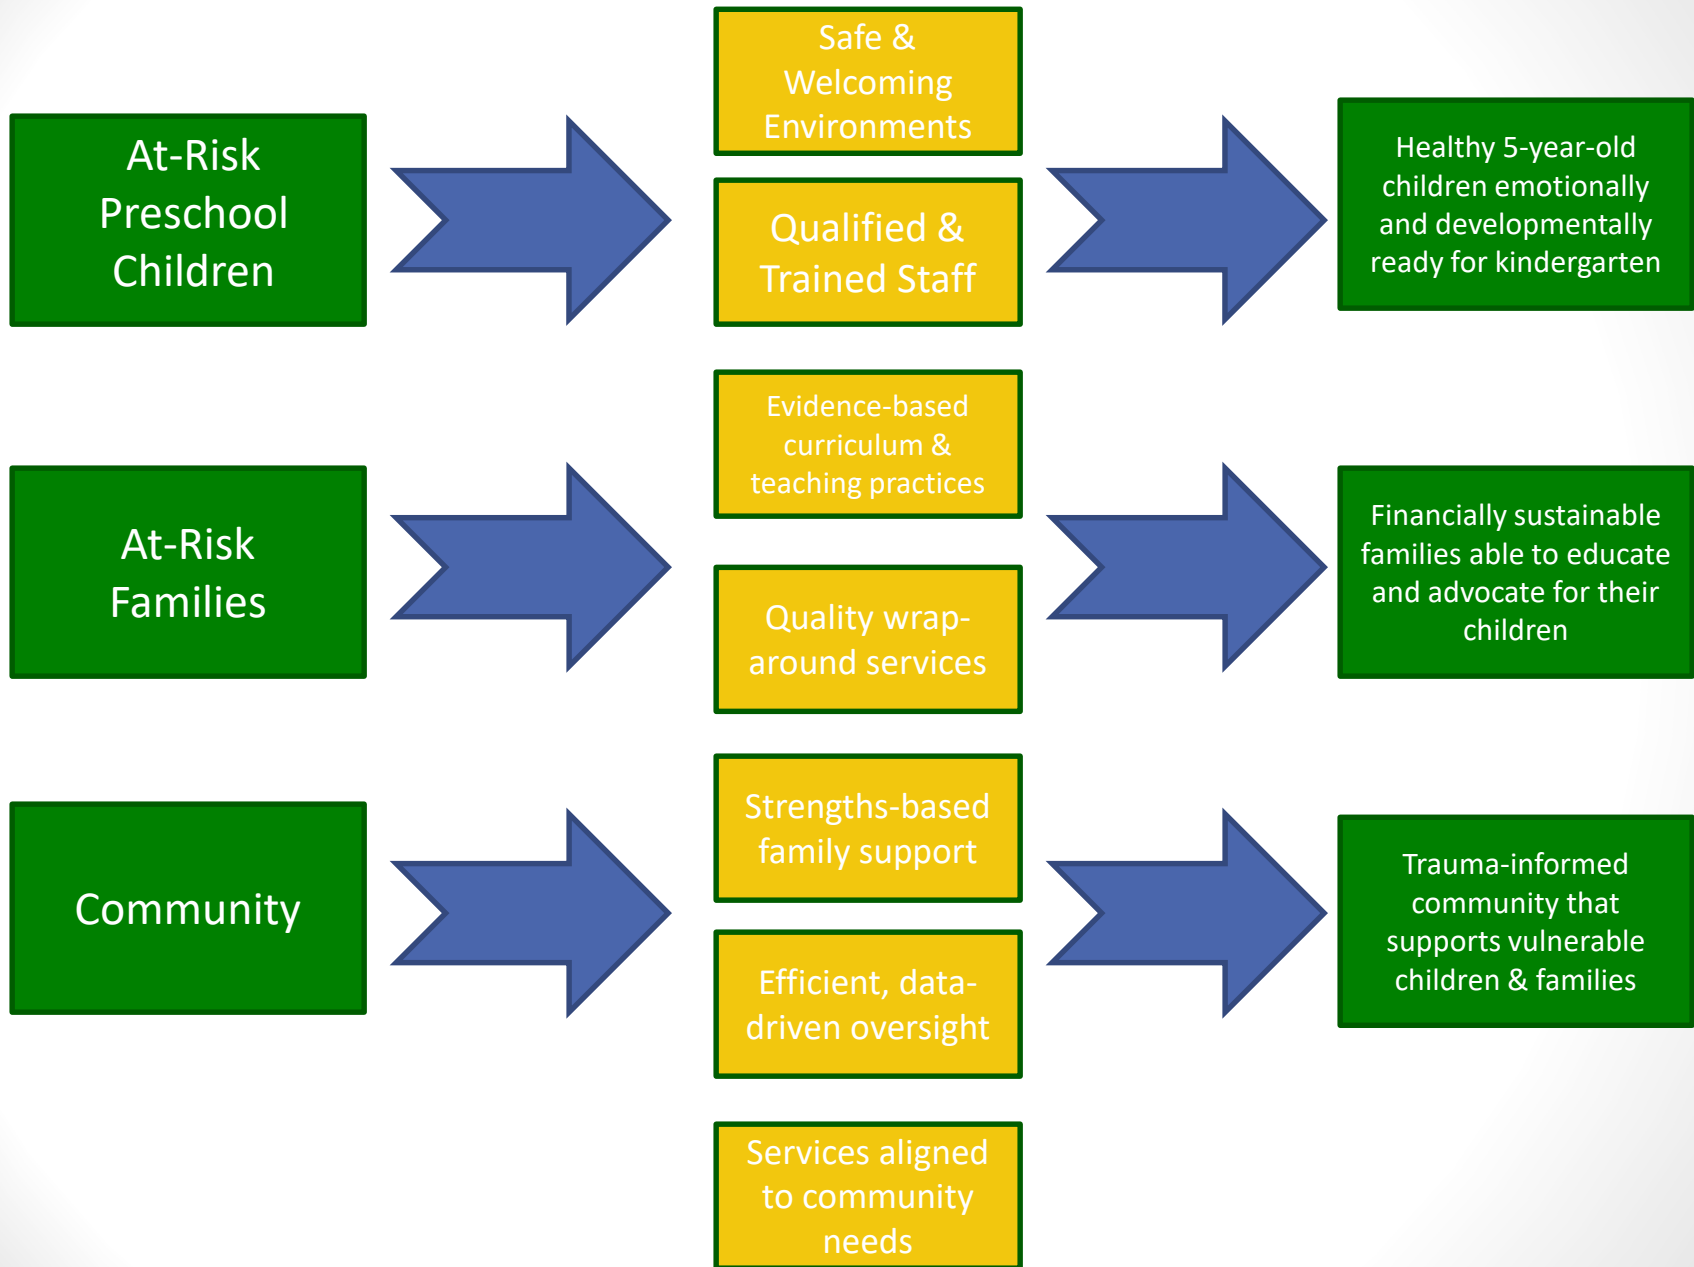 At-Risk
Preschool
Children
Safe &
Welcoming
Environments
Qualified &
Trained Staff
Healthy 5-year-old
children emotionally
and developmentally
ready for kindergarten
At-Risk
Families
Evidence-based
curriculum &
teaching practices
Quality wrap-
around services
Financially sustainable
families able to educate
and advocate for their
children
Community
Strengths-based
family support
Efficient, data-
driven oversight
Services aligned
to community
needs
Trauma-informed
community that
supports vulnerable
children & families